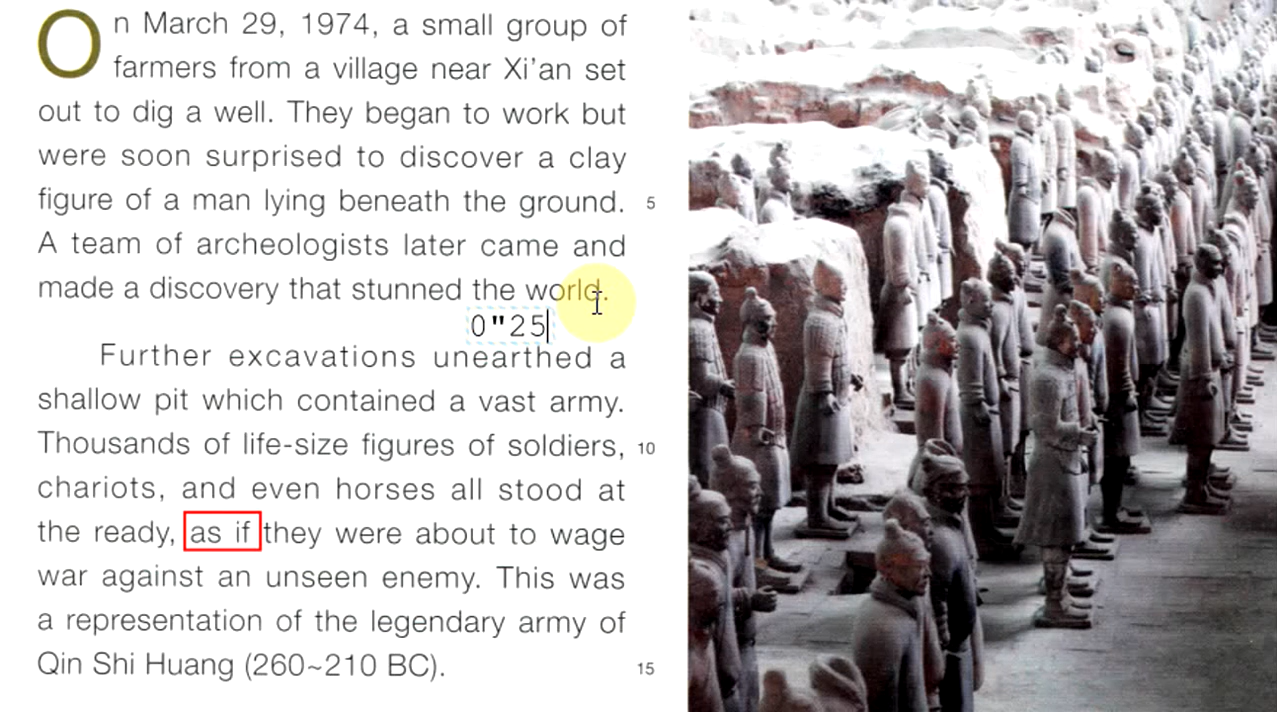 On March 29, 1974, a small group of
farmers from a village near Xi'an set
out to dig a well. They began to work but
were soon surprised to discover a clay
figure of a man lying beneath the ground. 5
A team of archeologists later came and
made a discovery that stunned the world.
0"25
Further excavations unearthed a
shallow pit which contained a vast army.
Thousands of life-size figures of soldiers, 10
chariots, and even horses all stood at
the ready, as if they were about to wage
war against an unseen enemy. This was
a representation of the legendary army of
Qin Shi Huang (260~210 BC). 15